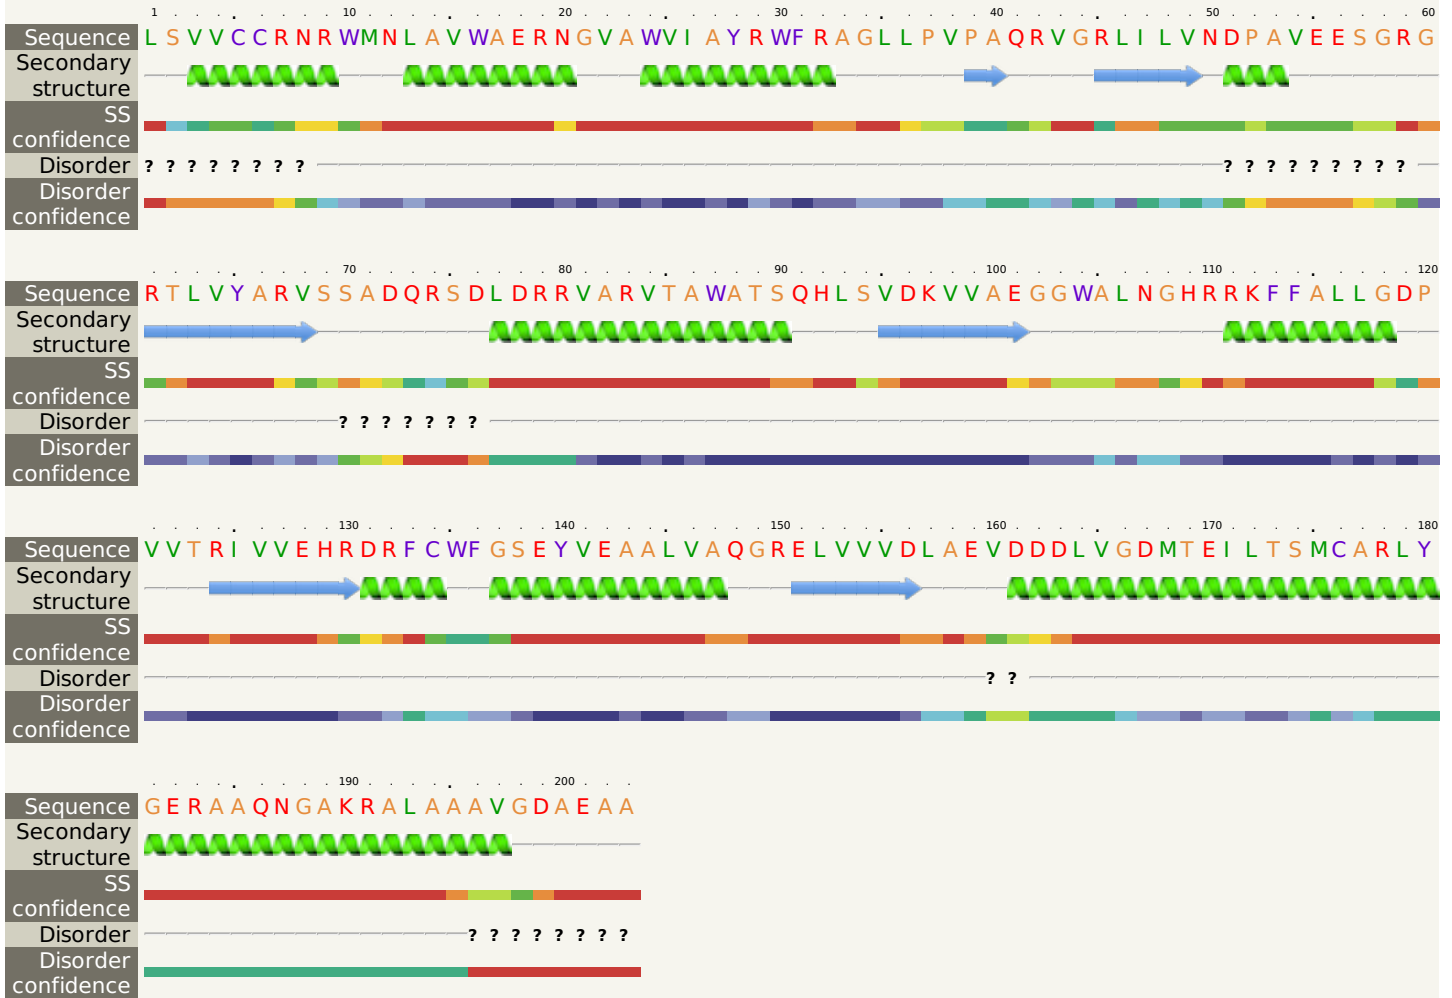 1 10 20 30 40 50 60
Sequence L S V V C C R N R W M N L A V W A E R N G V A W V I A Y R W F R A G L L P V P A Q R V G R L I L V N D P A V E E S G R G
Secondary
structure
SS
confidence
Disorder ? ? ? ? ? ? ? ? ? ? ? ? ? ? ? ? ?
Disorder
confidence
70 80 90 100 110 120
Sequence R T L V Y A R V S S A D Q R S D L D R R V A R V T A W A T S Q H L S V D K V V A E G G W A L N G H R R K F F A L L G D P
Secondary
structure
SS
confidence
Disorder ? ? ? ? ? ? ?
Disorder
confidence
130 140 150 160 170 180
Sequence V V T R I V V E H R D R F C W F G S E Y V E A A L V A Q G R E L V V V D L A E V D D D L V G D M T E I L T S M C A R L Y
Secondary
structure
SS
confidence
Disorder ? ?
Disorder
confidence
190 200
Sequence G E R A A Q N G A K R A L A A A V G D A E A A
Secondary
structure
SS
confidence
Disorder ? ? ? ? ? ? ? ?
Disorder
confidence